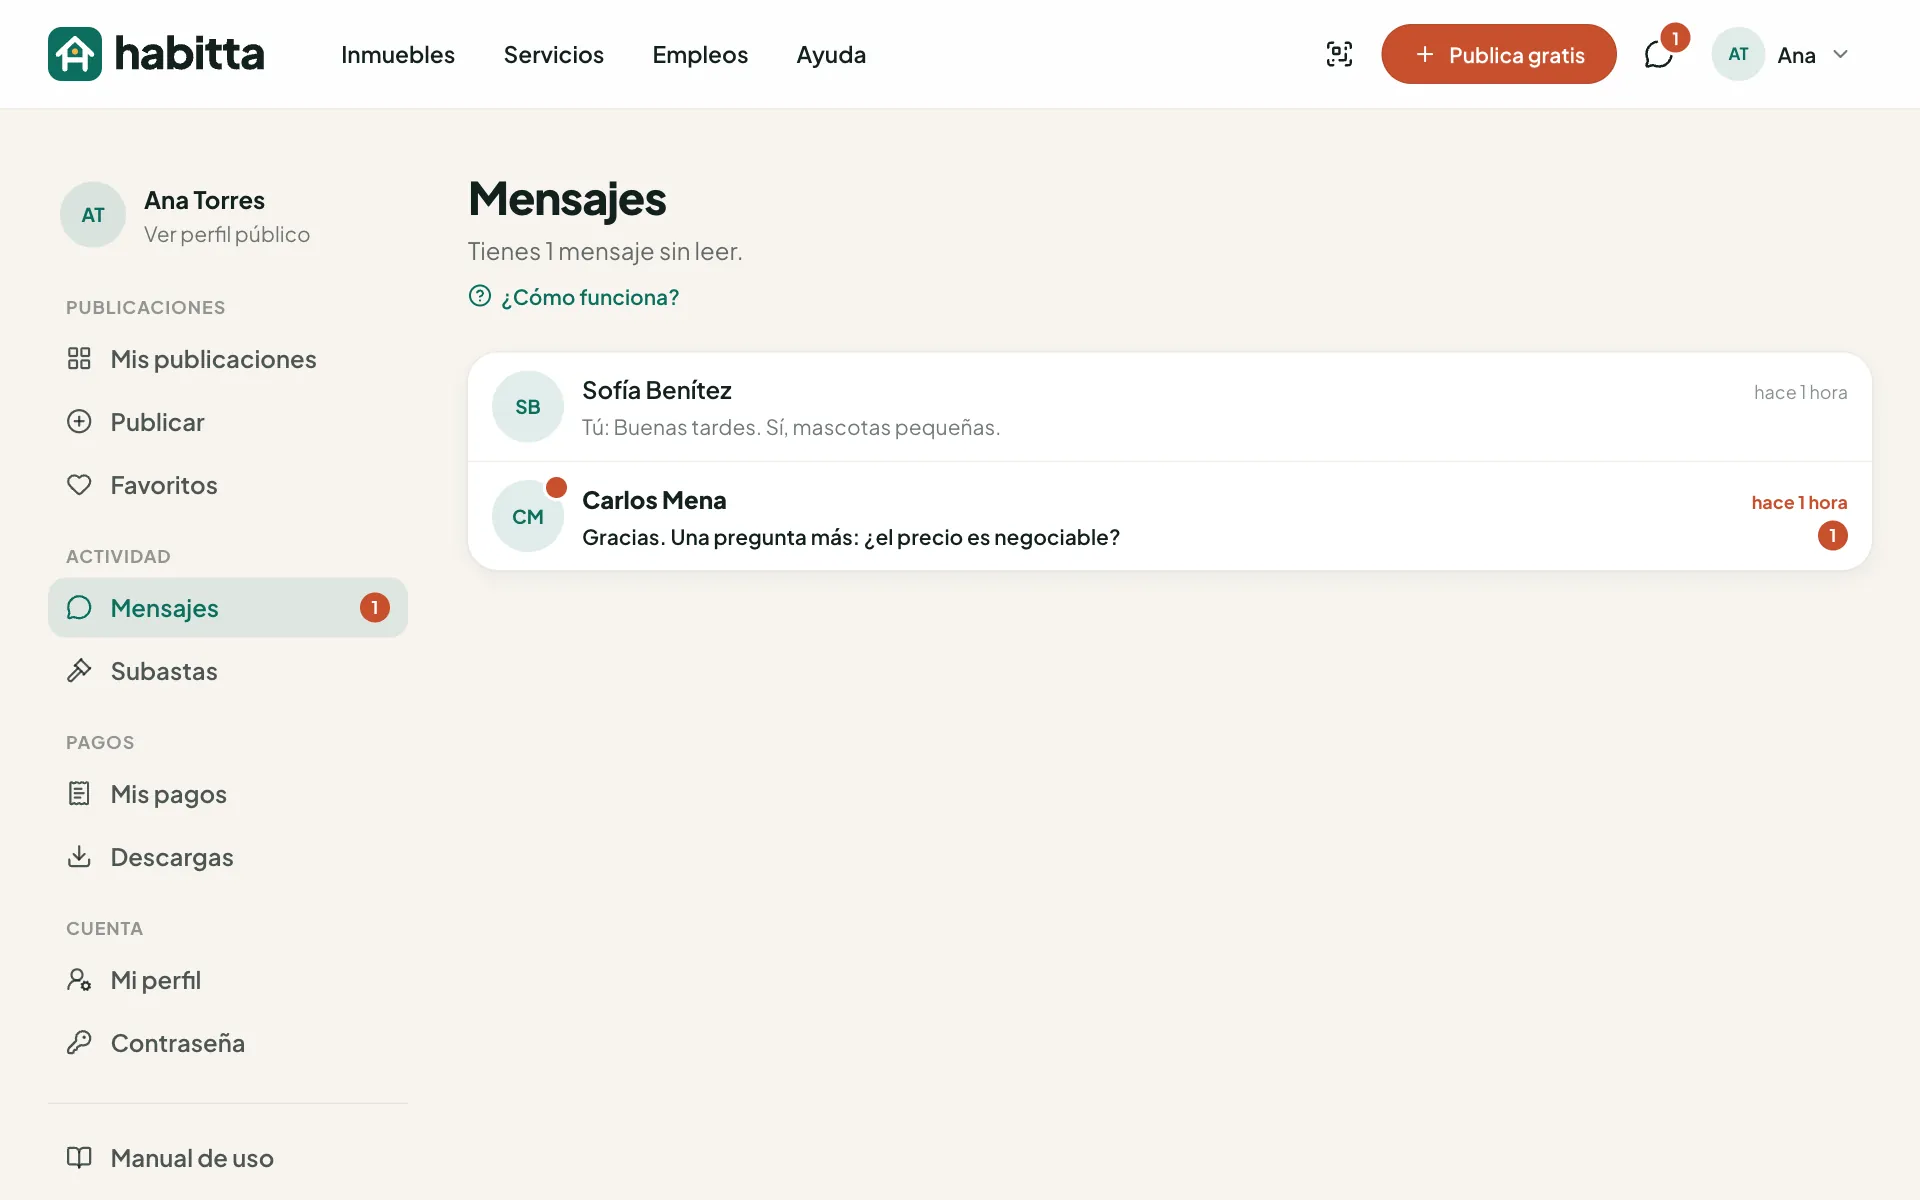 habitta
Inmuebles
Servicios
Empleos
Ayuda
Publica gratis
1
AT
Ana
AT
Ana Torres
Ver perfil público
PUBLICACIONES
Mis publicaciones
Publicar
Favoritos
ACTIVIDAD
Mensajes
1
Subastas
PAGOS
Mis pagos
Descargas
CUENTA
Mi perfil
Contraseña
Manual de uso
Mensajes
Tienes 1 mensaje sin leer.
¿Cómo funciona?
SB
Sofía Benítez
hace 1 hora
Tú: Buenas tardes. Sí, mascotas pequeñas.
CM
Carlos Mena
hace 1 hora
Gracias. Una pregunta más: ¿el precio es negociable?
1